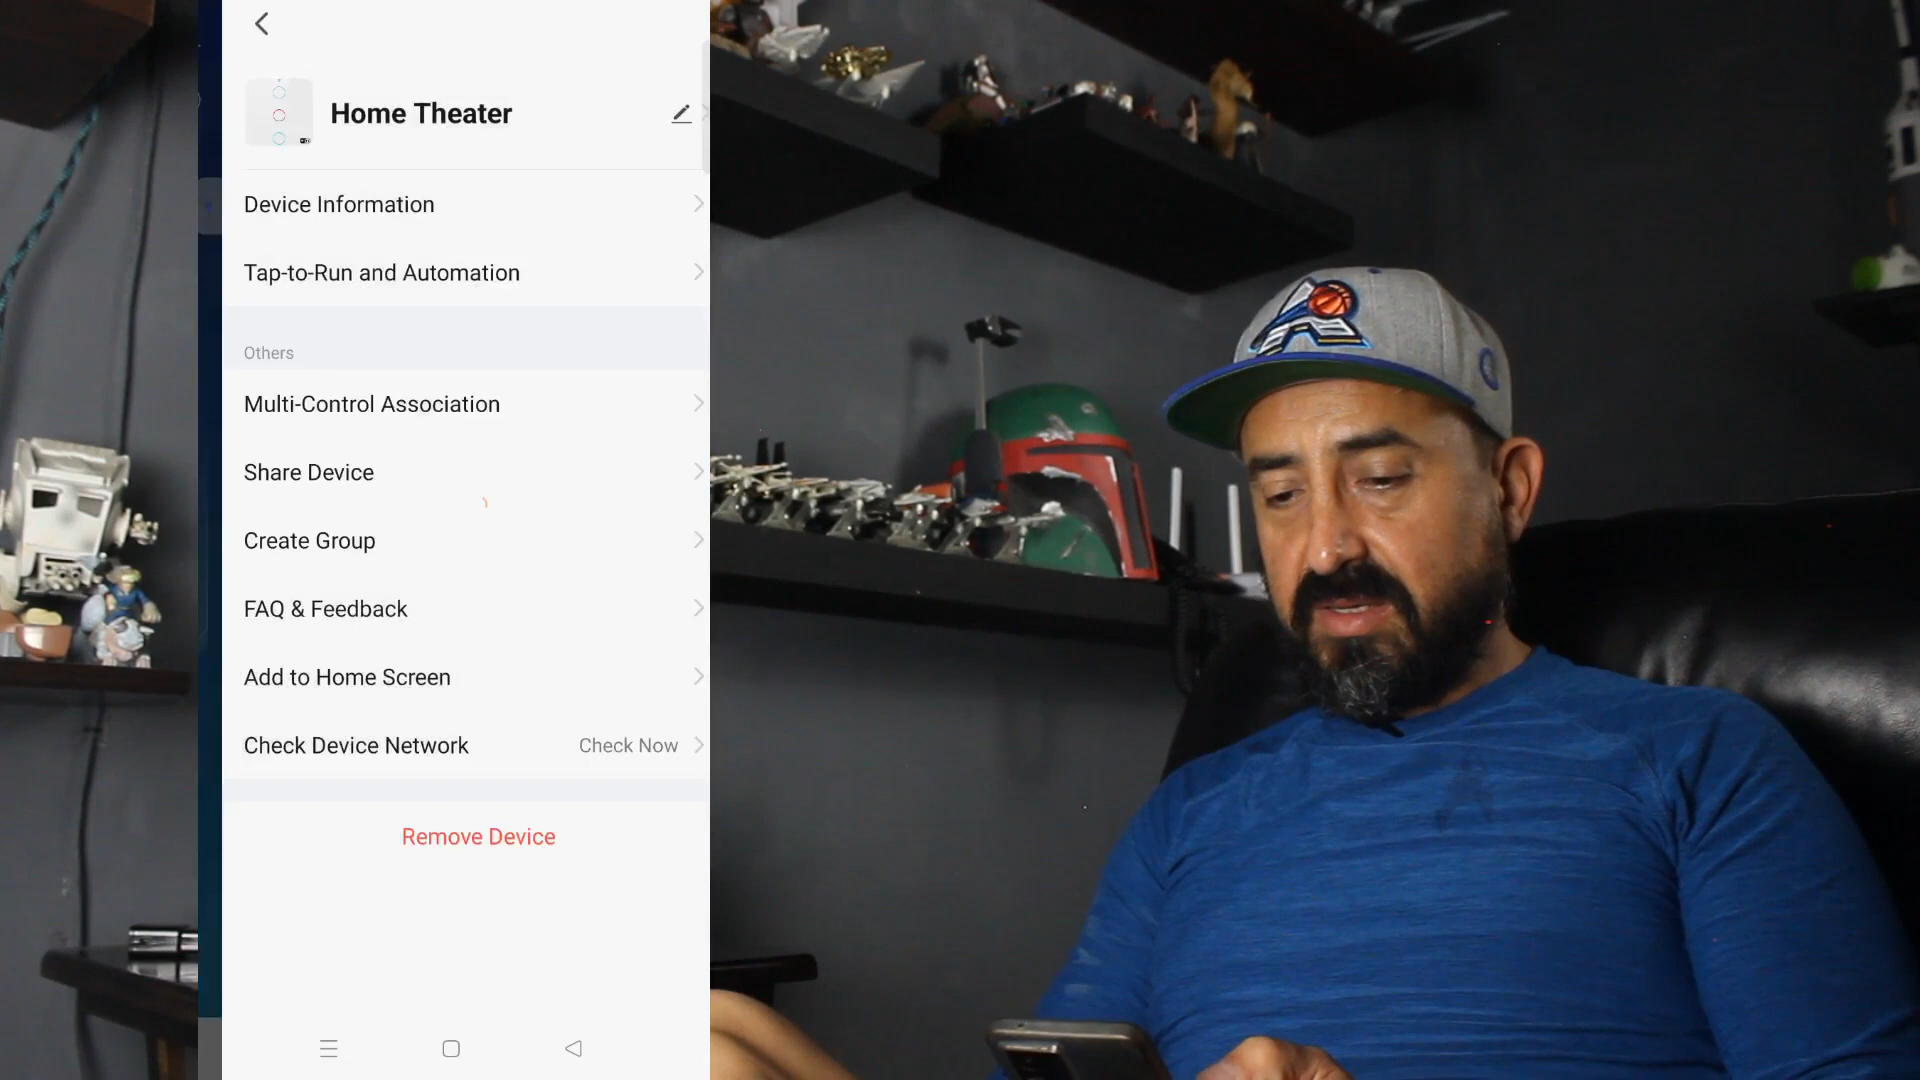 Home Theater
Device Information
Tap-to-Run and Automation
Others
Multi-Control Association
Share Device
Create Group
FAQ & Feedback
Add to Home Screen
Check Device Network Check Now
Remove Device